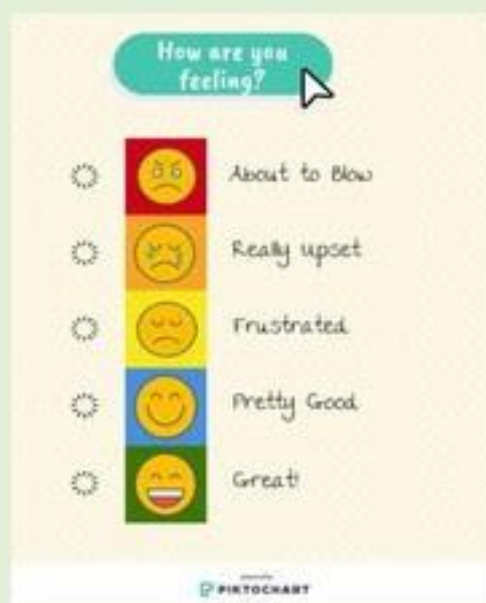 How are you
feeling?
About to Blow
Really upset
Frustrated
Pretty Good
Great!
PIKTOCHART